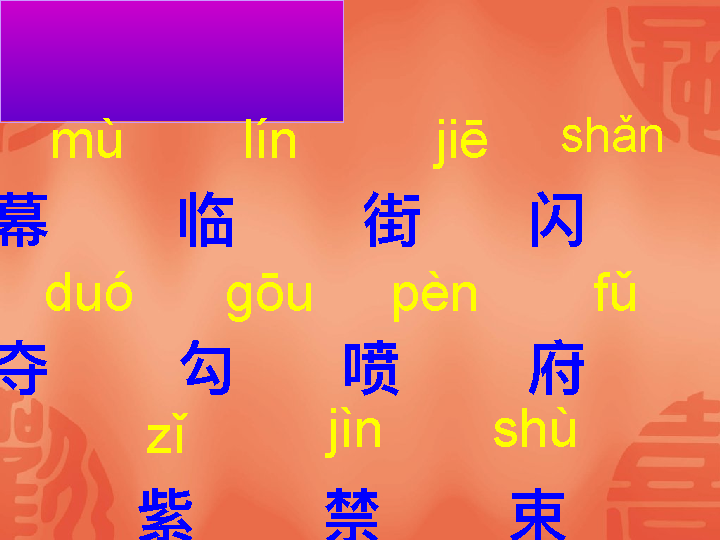 mù lín jiē shǎn
幕 临 街 闪
duó gōu pèn fǔ
夺 勾 喷 府
zǐ jìn shù
紫 禁 束